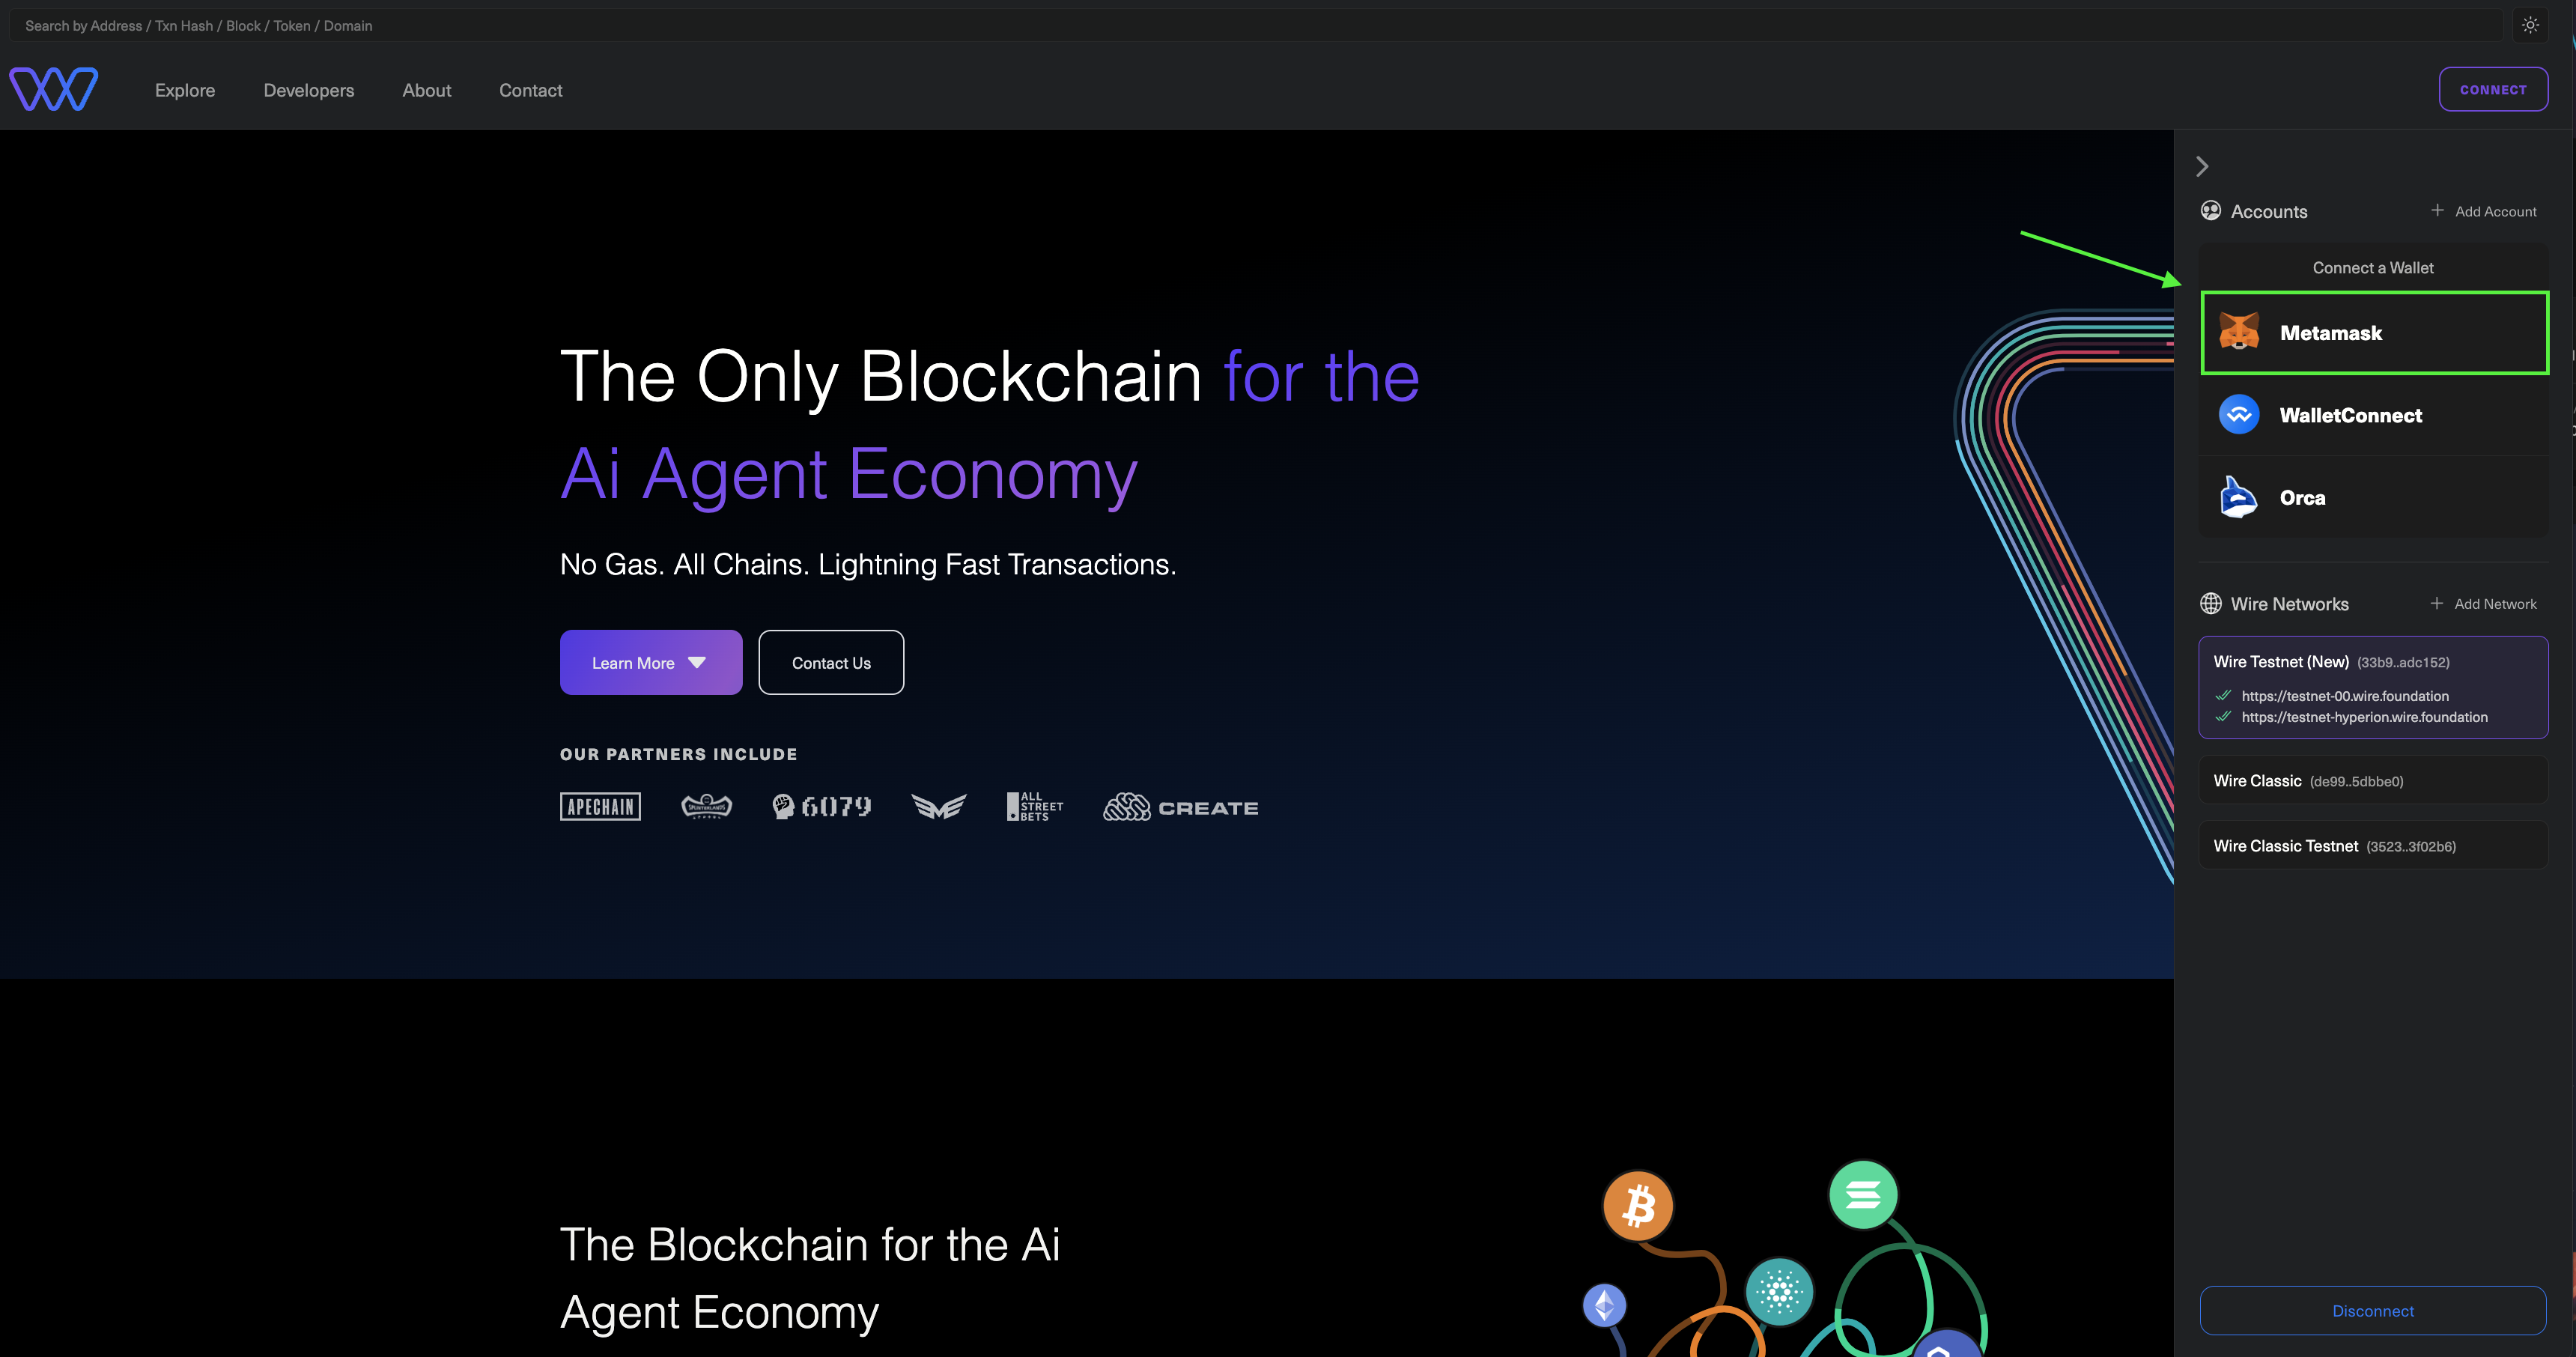 Search by Address / Txn Hash / Block / Token / Domain
Explore
Developers
About
Contact
CONNECT
The Only Blockchain for the
Ai Agent Economy
No Gas. All Chains. Lightning Fast Transactions.
Learn More
Contact Us
OUR PARTNERS INCLUDE
APECHAIN
SPLINTERLANDS
6079
ALL
STREET
BETS
CREATE
The Blockchain for the Ai
Agent Economy
Accounts
Add Account
Connect a Wallet
Metamask
WalletConnect
Orca
Wire Networks
Add Network
Wire Testnet (New) (33b9..adc152)
https://testnet-00.wire.foundation
https://testnet-hyperion.wire.foundation
Wire Classic (de99..5dbbe0)
Wire Classic Testnet (3523..3f02b6)
Disconnect